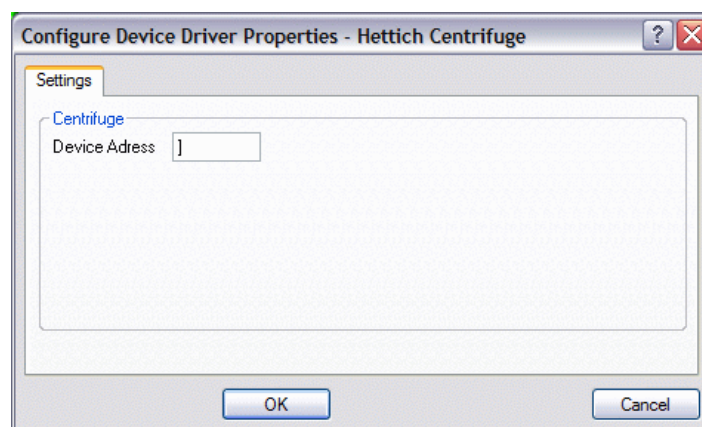 Configure Device Driver Properties - Hettich Centrifuge
Settings
Centrifuge
Device Adress ]
OK
Cancel